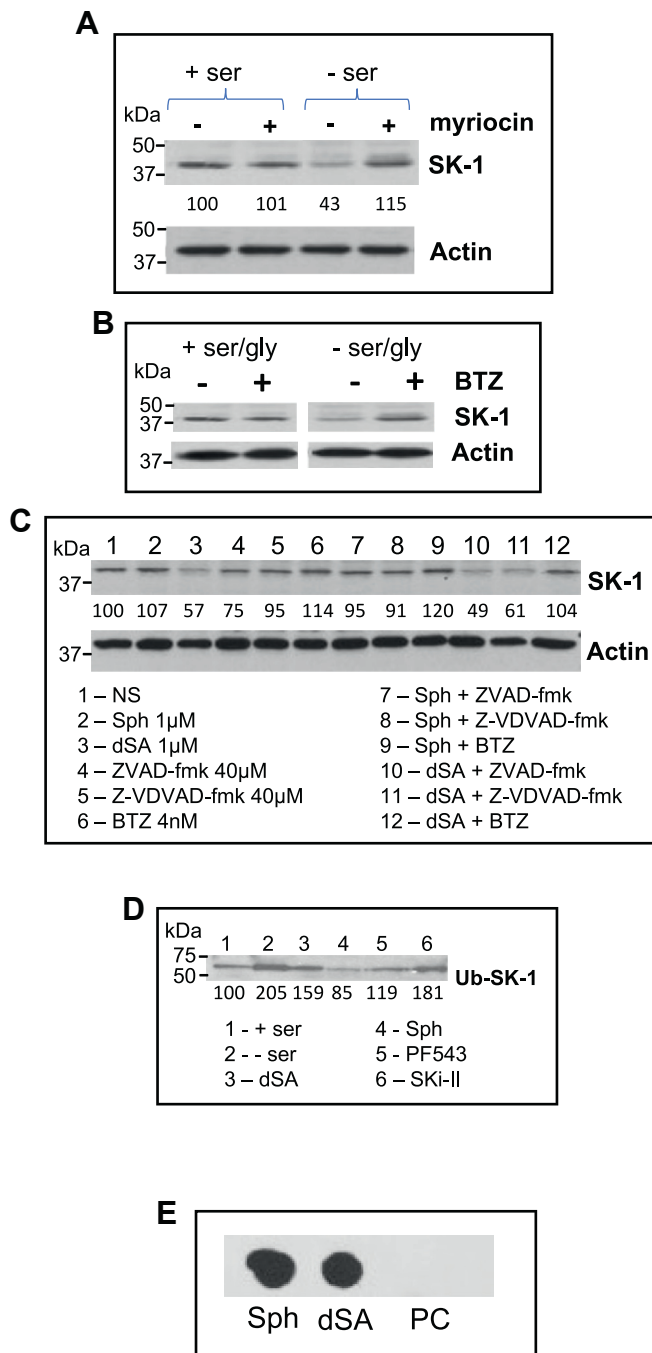 A
+ ser - ser
kDa
- + - + myriocin
50
37
SK-1
100 101 43 115
50
37
Actin
B
+ ser/gly - ser/gly
kDa
- + - + BTZ
50
37
SK-1
37
Actin
C
kDa
1 2 3 4 5 6 7 8 9 10 11 12
37
SK-1
100 107 57 75 95 114 95 91 120 49 61 104
37
Actin
1 – NS
2 – Sph 1µM
3 – dSA 1µM
4 – ZVAD-fmk 40µM
5 – Z-VDVAD-fmk 40µM
6 – BTZ 4nM
7 – Sph + ZVAD-fmk
8 – Sph + Z-VDVAD-fmk
9 – Sph + BTZ
10 – dSA + ZVAD-fmk
11 – dSA + Z-VDVAD-fmk
12 – dSA + BTZ
D
kDa
1 2 3 4 5 6
75
50
Ub-SK-1
100 205 159 85 119 181
1 - + ser
2 - - ser
3 – dSA
4 - Sph
5 - PF543
6 – SKi-II
E
Sph dSA PC